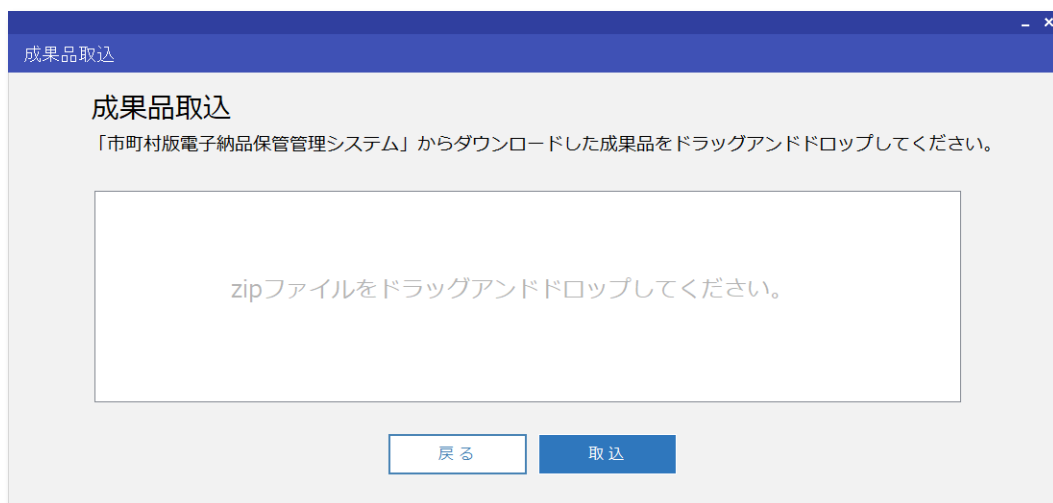 成果品取込
成果品取込
「市町村版電子納品保管管理システム」からダウンロードした成果品をドラッグアンドドロップしてください。
zipファイルをドラッグアンドドロップしてください。
戻る
取込